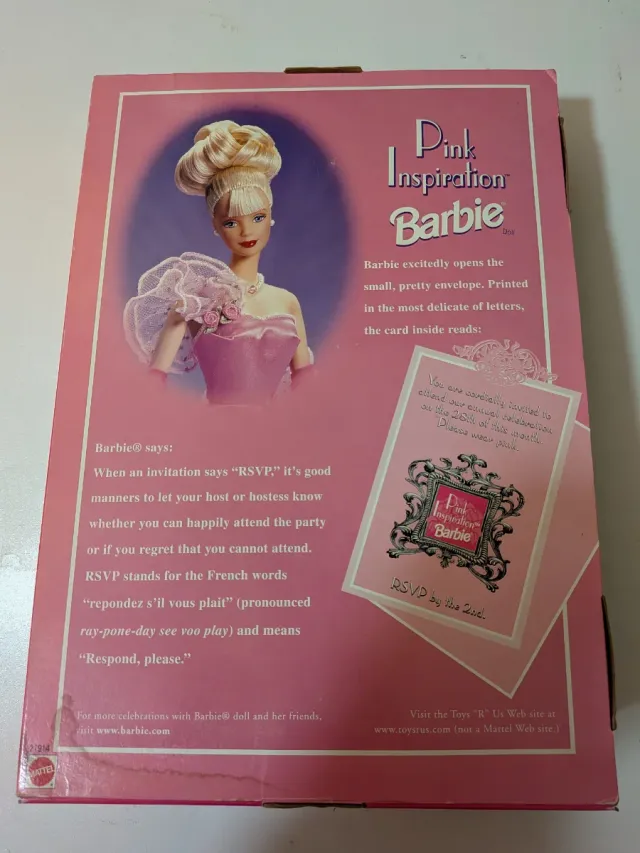 Pink
Inspiration™
Barbie®
Doll
Barbie excitedly opens the
small, pretty envelope. Printed
in the most delicate of letters,
the card inside reads:
You are cordially invited to
attend our annual celebration
on the 28th of this month.
Please wear pink.
Pink
Inspiration™
Barbie®
RSVP by the 2nd.
Barbie® says:
When an invitation says “RSVP,” it's good
manners to let your host or hostess know
whether you can happily attend the party
or if you regret that you cannot attend.
RSVP stands for the French words
“repondez s'il vous plait” (pronounced
ray-pone-day see voo play) and means
“Respond, please.”
For more celebrations with Barbie® doll and her friends,
visit www.barbie.com
Visit the Toys "R" Us Web site at
www.toysrus.com (not a Mattel Web site.)
MATTEL